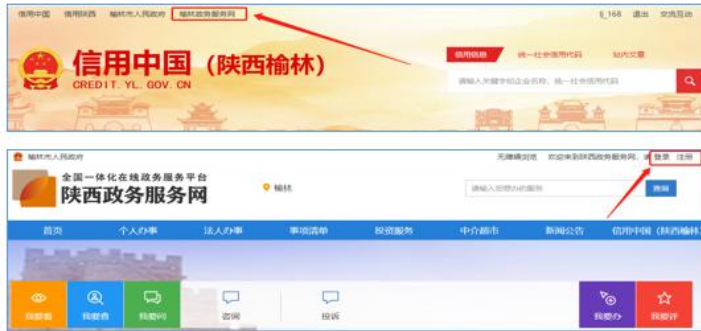 信用中国 信用陕西 榆林市人民政府 榆林政务服务网 lj_168 退出 交流互动
信用中国（陕西榆林）
CREDIT. YL. GOV. CN
信用信息 统一社会信用代码 站内文章
请输入关键字如企业名称、统一社会信用代码
榆林市人民政府 无障碍浏览 欢迎来到陕西政务服务网，请 登录 注册
全国一体化在线政务服务平台
陕西政务服务网 榆林 请输入您想办的服务 查询
首页 个人办事 法人办事 事项清单 投资服务 中介超市 新闻公告 信用中国（陕西榆林
我要看 我要查 我要问 咨询 投诉 我要办 我要评